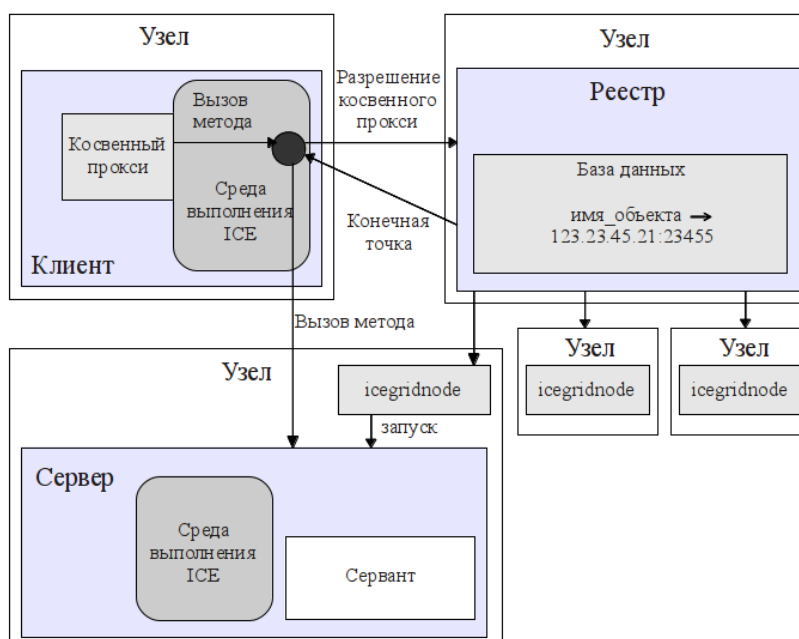 Узел
Вызов
метода
Косвенный
прокси
Среда
выполнения
ICE
Клиент
Разрешение
косвенного
прокси
Конечная
точка
Узел
Реестр
База данных
имя_объекта →
123.23.45.21:23455
Вызов метода
Узел
icegridnode
запуск
Узел
icegridnode
Узел
icegridnode
Сервер
Среда
выполнения
ICE
Сервант